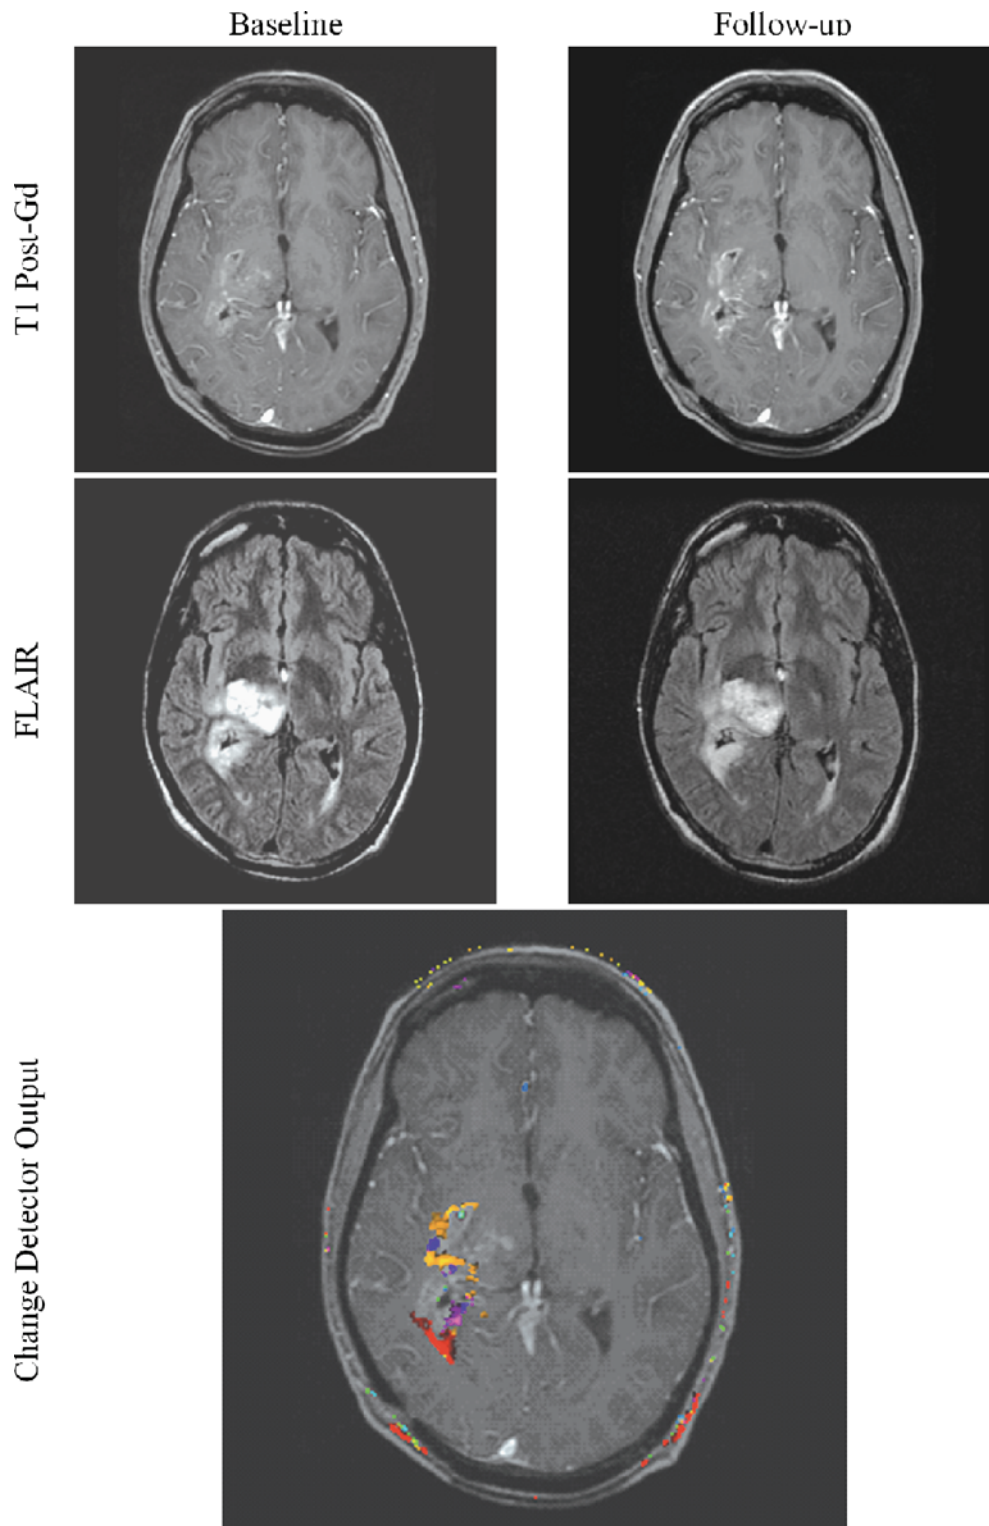 Baseline
Follow-up
T1 Post-Gd
FLAIR
Change Detector Output